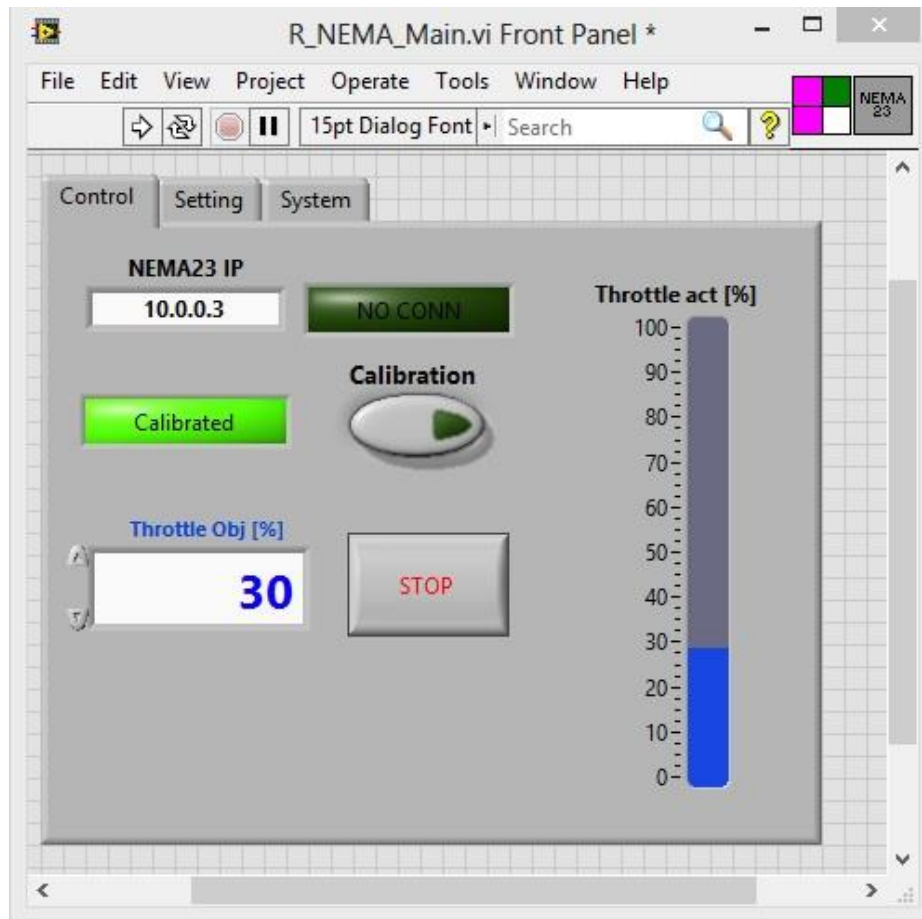 R_NEMA_Main.vi Front Panel *
File Edit View Project Operate Tools Window Help
15pt Dialog Font Search ?
NEMA
23
Control Setting System
NEMA23 IP
10.0.0.3
NO CONN
Throttle act [%]
Calibration
Calibrated
Throttle Obj [%]
30
STOP
100
90
80
70
60
50
40
30
20
10
0